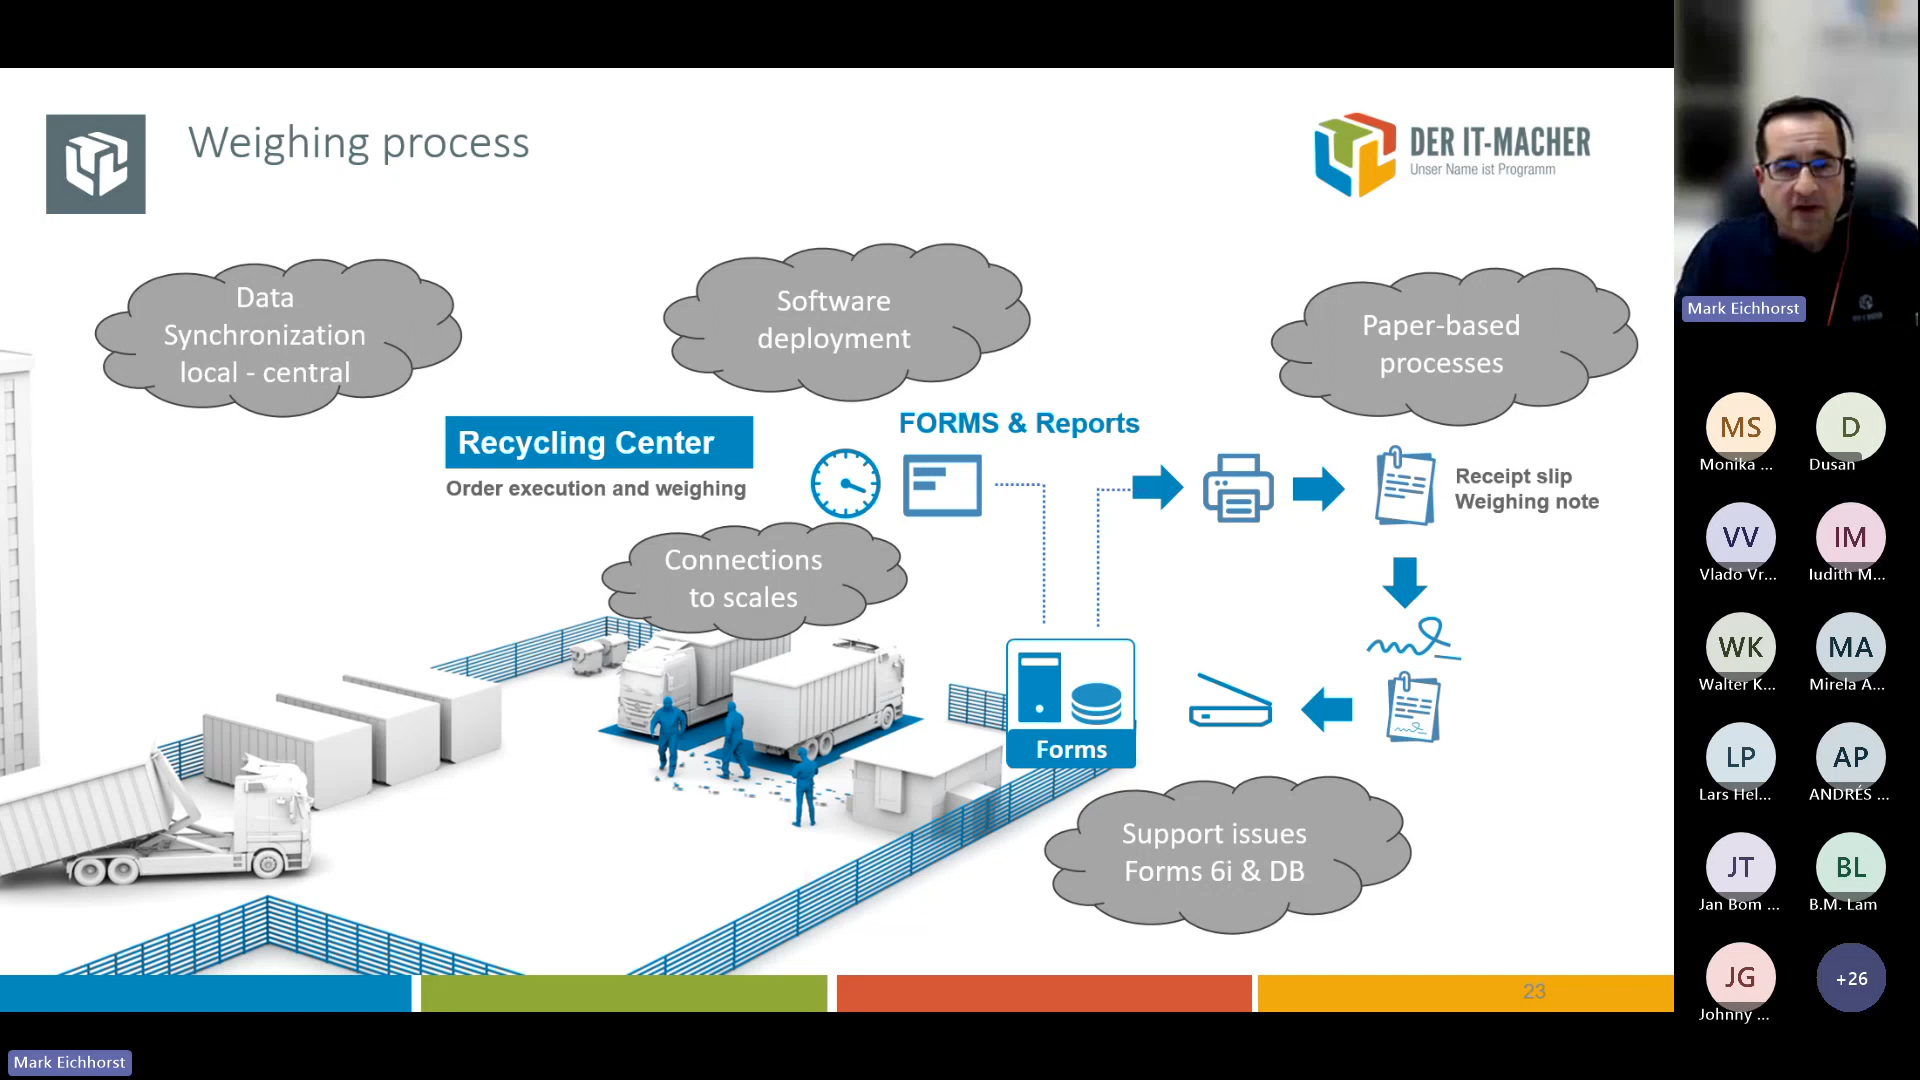 Weighing process
DER IT-MACHER
Unser Name ist Programm
Data
Synchronization
local - central
Software
deployment
Paper-based
processes
Recycling Center
Order execution and weighing
FORMS & Reports
Receipt slip
Weighing note
Connections
to scales
Forms
Support issues
Forms 6i & DB
23
Mark Eichhorst
Mark Eichhorst
MS
Monika ...
D
Dusan
VV
Vlado Vr...
IM
Iudith M...
WK
Walter K...
MA
Mirela A...
LP
Lars Hel...
AP
ANDRÉS ...
JT
Jan Bom ...
BL
B.M. Lam
JG
Johnny ...
+26